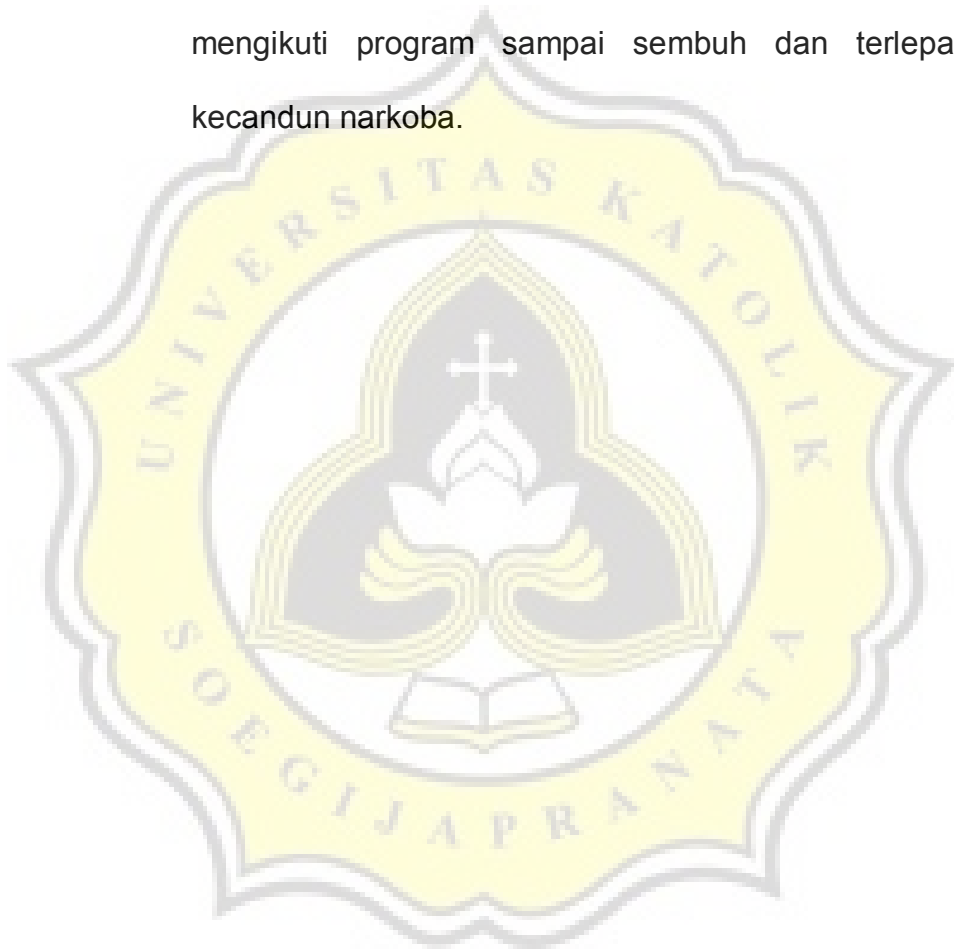 mengikuti program sampai sembuh dan terlepa
kecandun narkoba.
UNIVERSITAS KATOLIK
SOEGIJAPRANATA